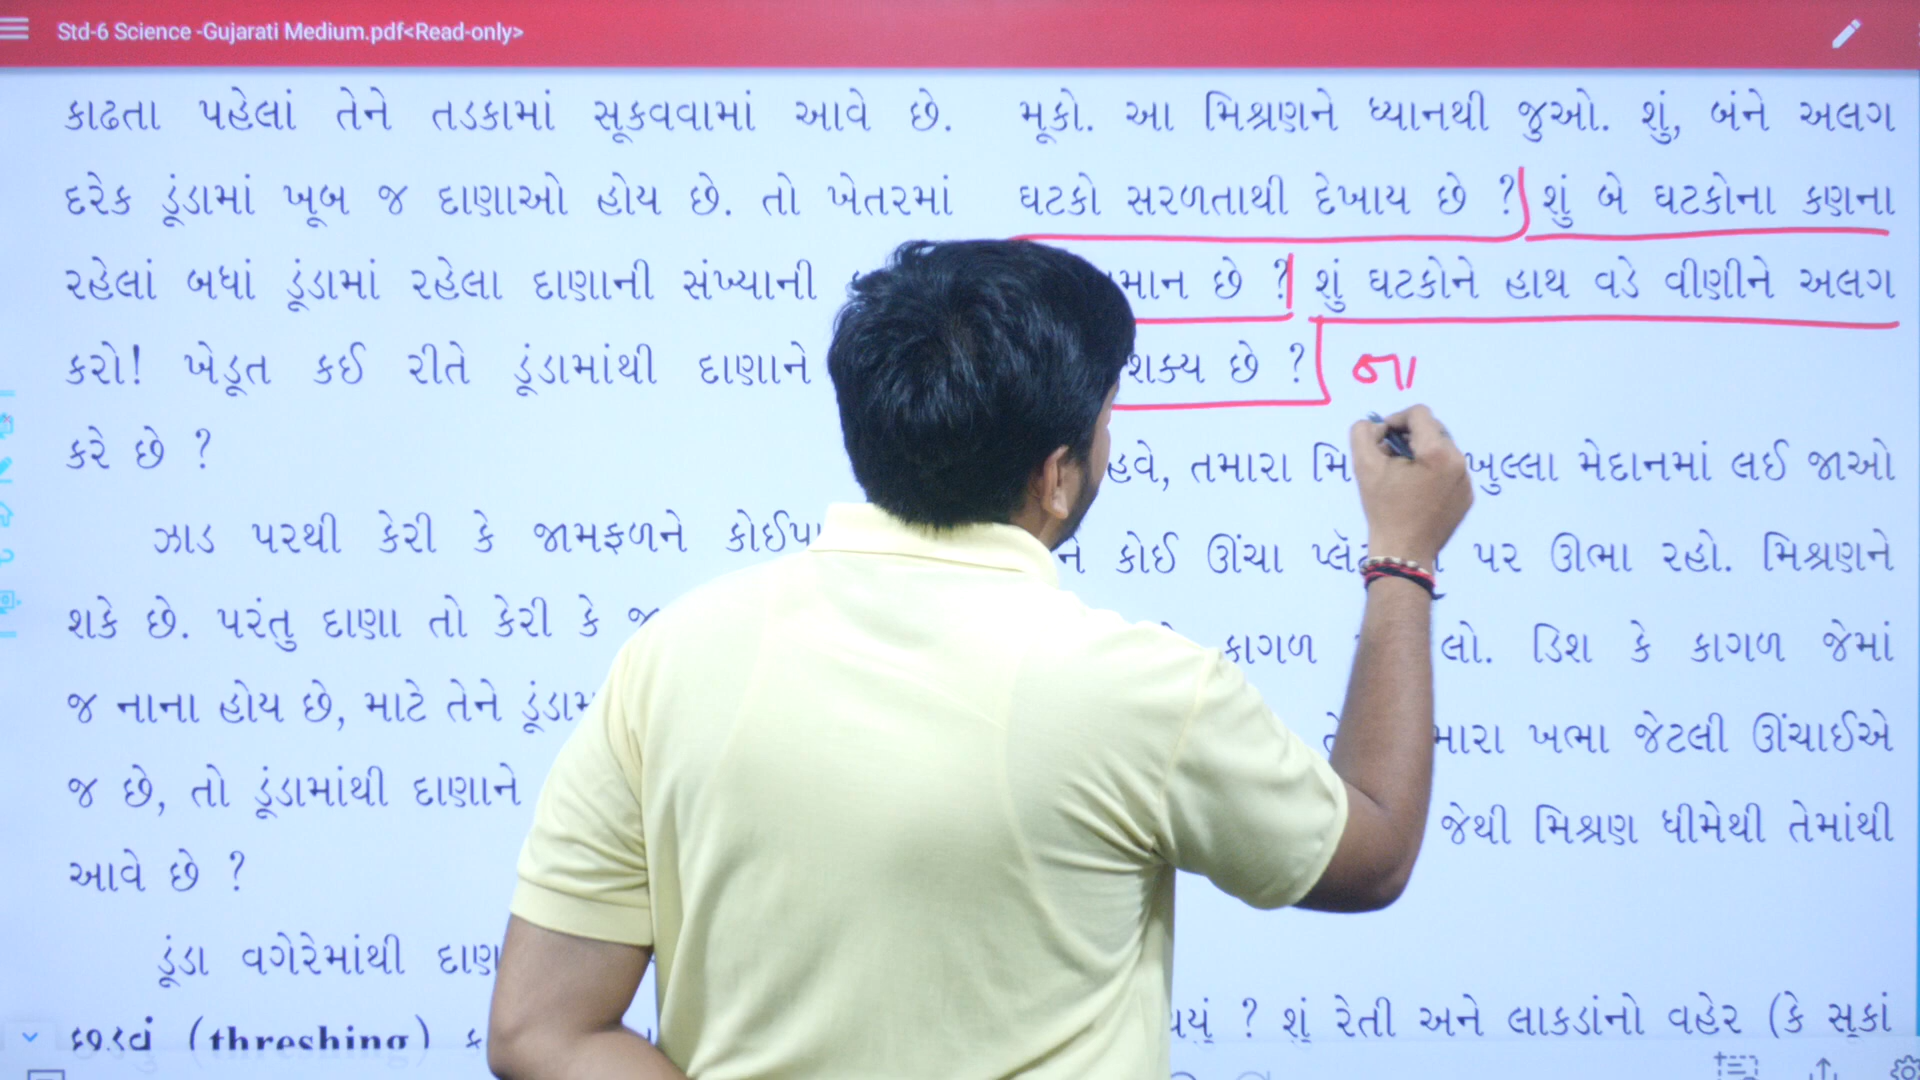 Std-6 Science -Gujarati Medium.pdf<Read-only>
કાઢતા પહેલાં તેને તડકામાં સૂકવવામાં આવે છે.
દરેક ડૂંડામાં ખૂબ જ દાણાઓ હોય છે. તો ખેતરમાં
રહેલાં બધાં ડૂંડામાં રહેલા દાણાની સંખ્યાની
કરો! ખેડૂત કઈ રીતે ડૂંડામાંથી દાણાને
કરે છે ?
ઝાડ પરથી કેરી કે જામફળને
શકે છે. પરંતુ દાણા તો કેરી કે
જ નાના હોય છે, માટે તેને
જ છે, તો ડૂંડામાંથી દાણાને
આવે છે ?
ડૂંડા વગેરેમાંથી
છડવું (threshing)
મૂકો. આ મિશ્રણને ધ્યાનથી જુઓ. શું, બંને અલગ
ઘટકો સરળતાથી દેખાય છે ? શું બે ઘટકોના કણના
છે ? શું ઘટકોને હાથ વડે વીણીને અલગ
શક્ય છે ? ના
હવે, તમારા ખુલ્લા મેદાનમાં લઈ જાઓ
કોઈ ઊંચા પર ઊભા રહો. મિશ્રણને
કાગળ લો. ડિશ કે કાગળ જેમાં
ખભા જેટલી ઊંચાઈએ
જેથી મિશ્રણ ધીમેથી તેમાંથી
? શું રેતી અને લાકડાંનો વહેર (કે સૂકાં